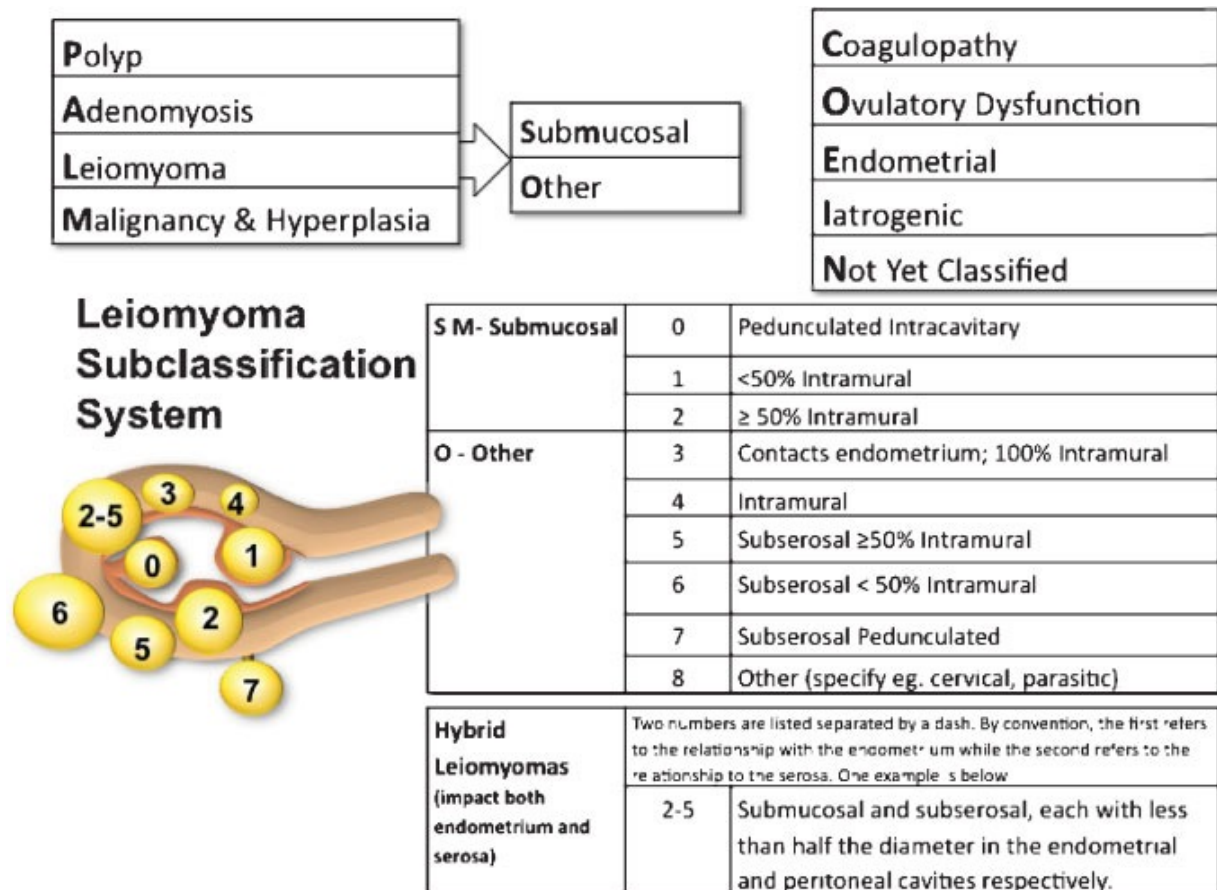 Polyp
Adenomyosis
Leiomyoma
Malignancy & Hyperplasia
Submucosal
Other
Coagulopathy
Ovulatory Dysfunction
Endometrial
Iatrogenic
Not Yet Classified
Leiomyoma
Subclassification
System
S M- Submucosal
0
Pedunculated Intracavitary
1
<50% Intramural
2
≥ 50% Intramural
O - Other
3
Contacts endometrium; 100% Intramural
4
Intramural
5
Subserosal ≥50% Intramural
6
Subserosal < 50% Intramural
7
Subserosal Pedunculated
8
Other (specify eg. cervical, parasitic)
3
4
2-5
1
0
6
2
5
7
Hybrid
Leiomyomas
(impact both
endometrium and
serosa)
Two numbers are listed separated by a dash. By convention, the first refers
to the relationship with the endometrium while the second refers to the
relationship to the serosa. One example is below
2-5
Submucosal and subserosal, each with less
than half the diameter in the endometrial
and peritoneal cavities respectively.